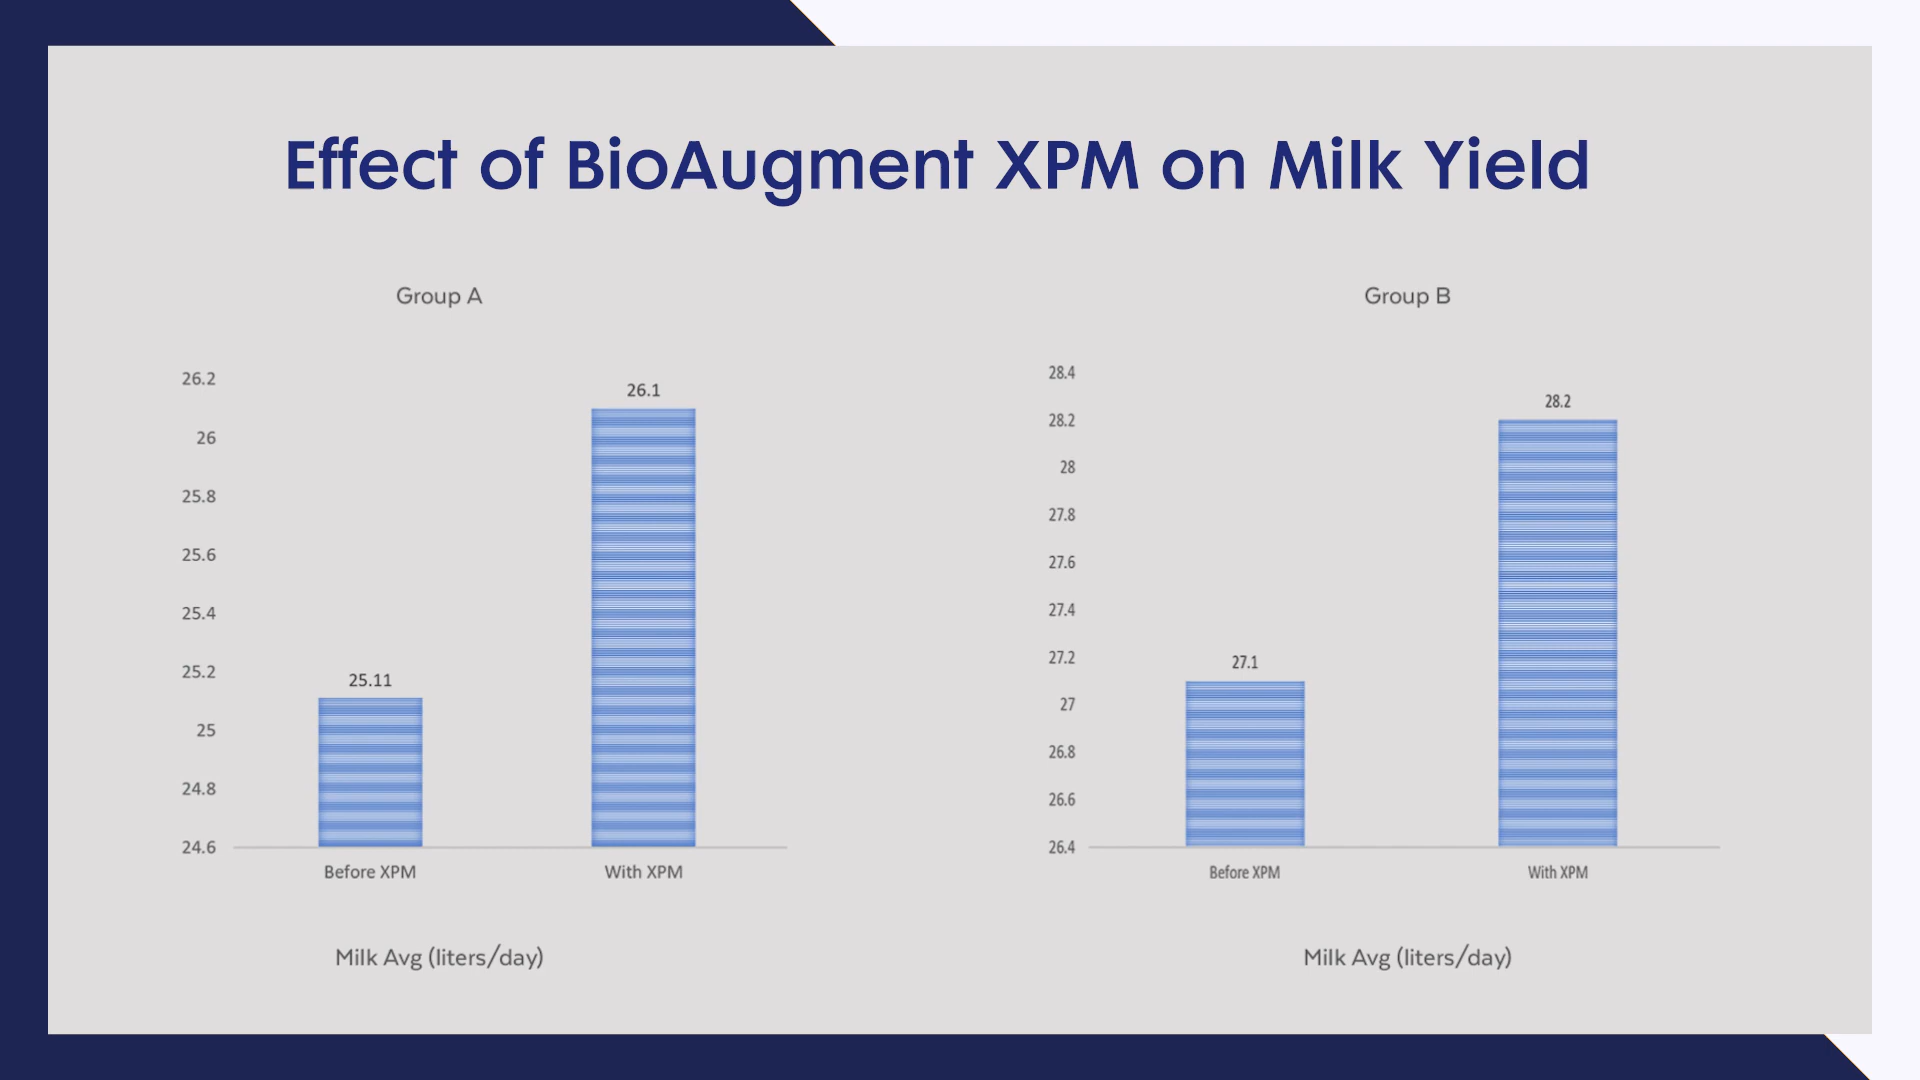 Effect of BioAugment XPM on Milk Yield
Group A
26.2
26
25.8
25.6
25.4
25.2
25
24.8
24.6
25.11
26.1
Before XPM
With XPM
Milk Avg (liters/day)
Group B
28.4
28.2
28
27.8
27.6
27.4
27.2
27
26.8
26.6
26.4
27.1
28.2
Before XPM
With XPM
Milk Avg (liters/day)